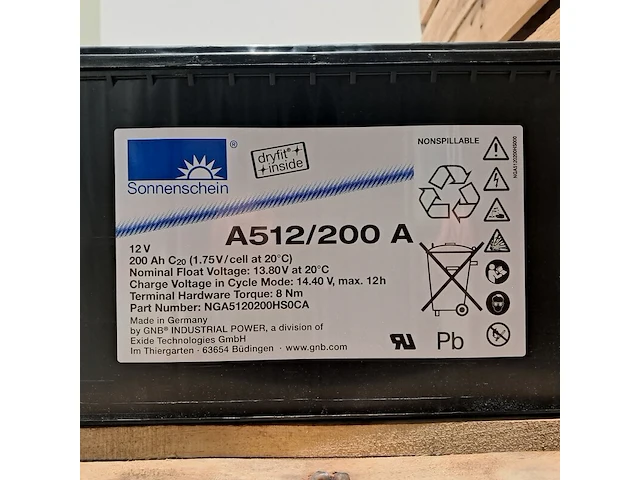 Sonnenschein
®
dryfit®
inside
NONSPILLABLE
A512/200 A
12 V
200 Ah C20 (1.75V/cell at 20°C)
Nominal Float Voltage: 13.80V at 20°C
Charge Voltage in Cycle Mode: 14.40 V, max. 12h
Terminal Hardware Torque: 8 Nm
Part Number: NGA5120200HS0CA
Made in Germany
by GNB® INDUSTRIAL POWER, a division of
Exide Technologies GmbH
Im Thiergarten · 63654 Büdingen · www.gnb.com
Pb